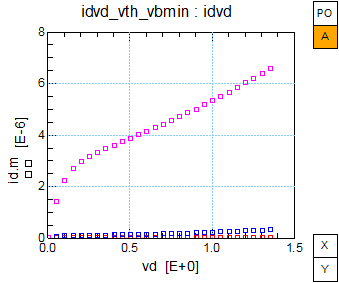 idvd_vth_vbmin : idvd
PO
A
8
6
4
2
0
id.m [E-6]
0.0
0.5
1.0
1.5
vd [E+0]
X
Y